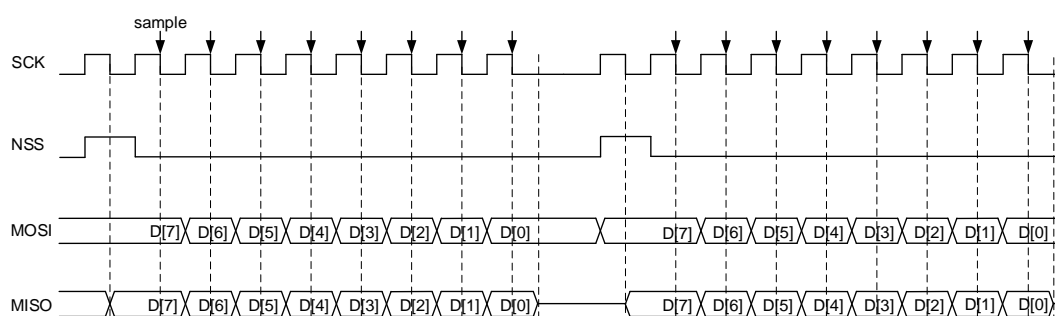 sample
SCK
NSS
MOSI D[7] D[6] D[5] D[4] D[3] D[2] D[1] D[0] D[7] D[6] D[5] D[4] D[3] D[2] D[1] D[0]
MISO D[7] D[6] D[5] D[4] D[3] D[2] D[1] D[0] D[7] D[6] D[5] D[4] D[3] D[2] D[1] D[0]